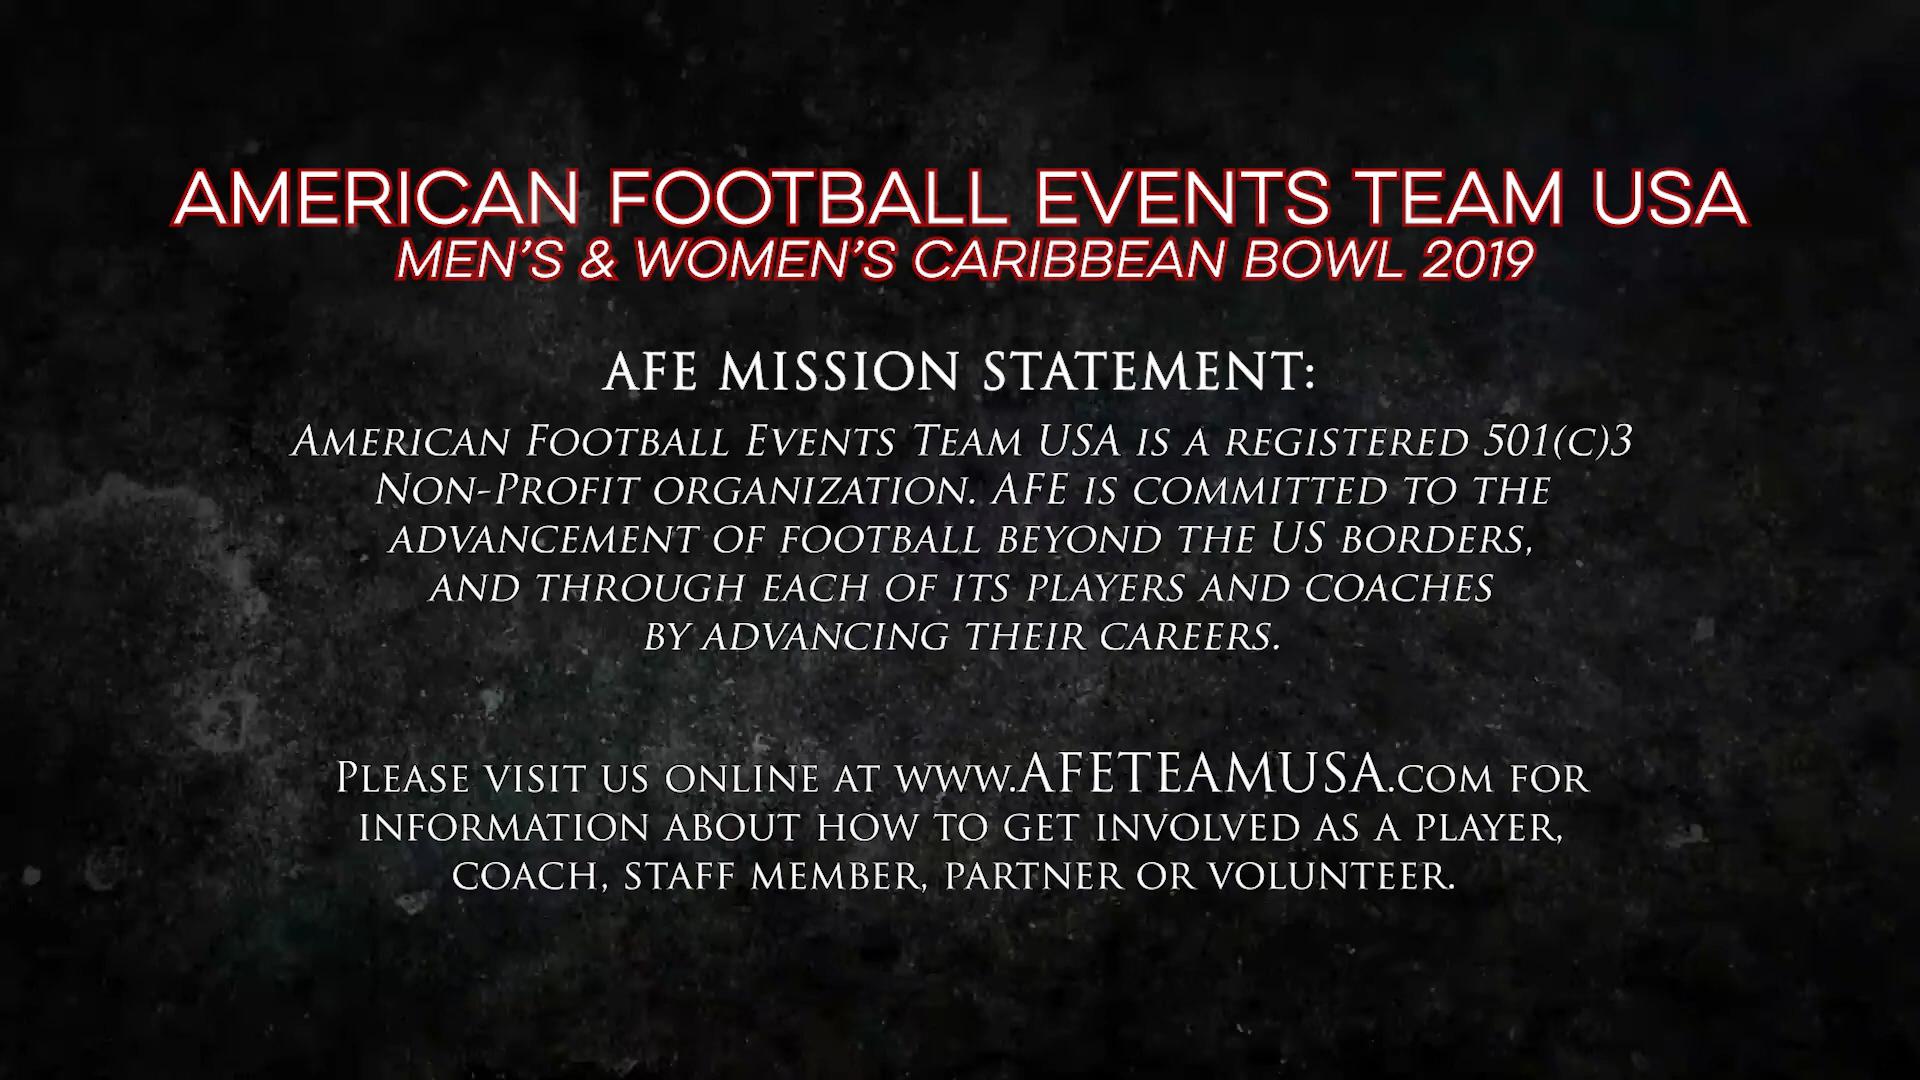 AMERICAN FOOTBALL EVENTS TEAM USA
MEN'S & WOMEN'S CARIBBEAN BOWL 2019
AFE MISSION STATEMENT:
AMERICAN FOOTBALL EVENTS TEAM USA IS A REGISTERED 501(C)3
NON-PROFIT ORGANIZATION. AFE IS COMMITTED TO THE
ADVANCEMENT OF FOOTBALL BEYOND THE US BORDERS,
AND THROUGH EACH OF ITS PLAYERS AND COACHES
BY ADVANCING THEIR CAREERS.
PLEASE VISIT US ONLINE AT WWW.AFETEAMUSA.COM FOR
INFORMATION ABOUT HOW TO GET INVOLVED AS A PLAYER,
COACH, STAFF MEMBER, PARTNER OR VOLUNTEER.